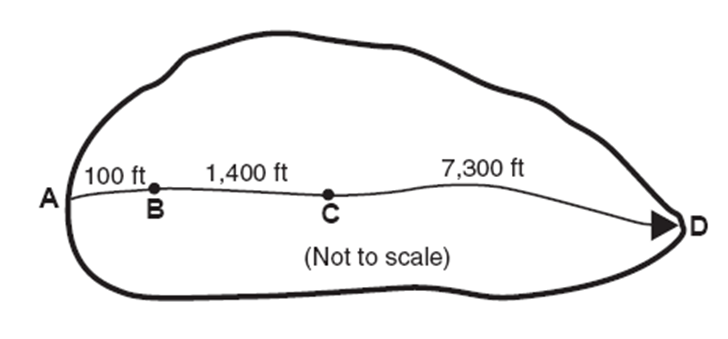 100 ft
1,400 ft
7,300 ft
A
B
C
D
(Not to scale)